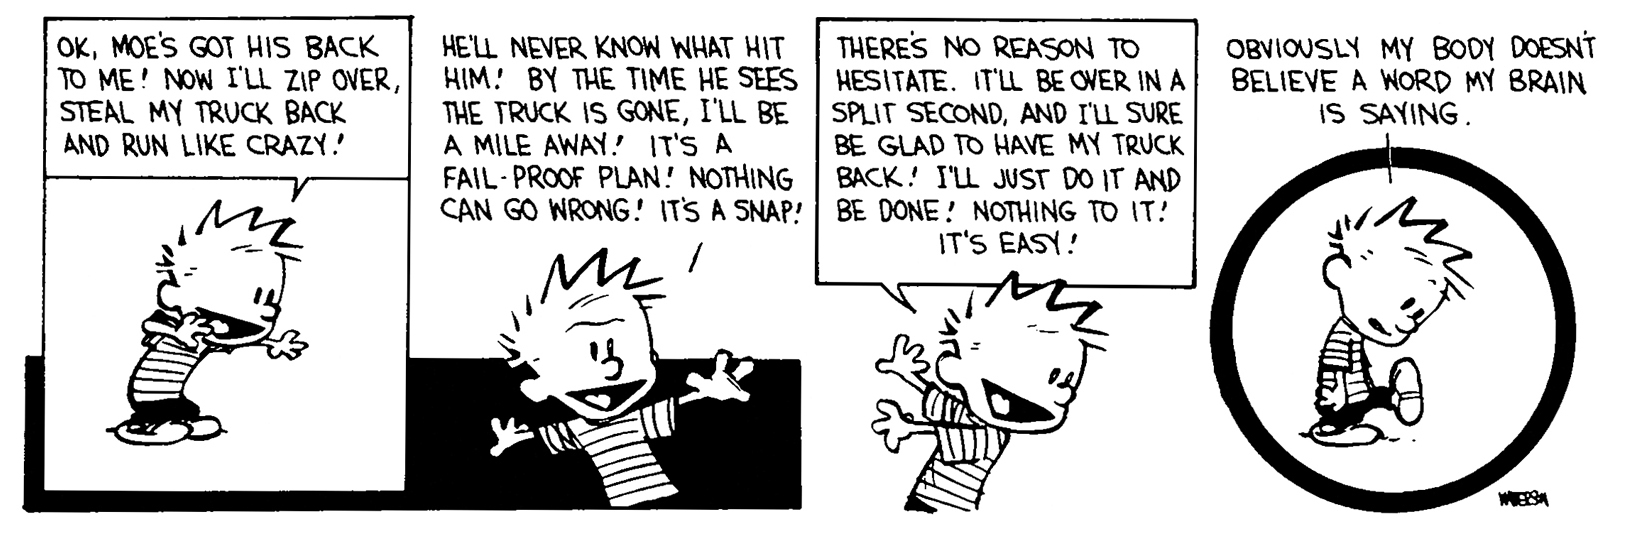 OK, MOE'S GOT HIS BACK
TO ME! NOW I'LL ZIP OVER,
STEAL MY TRUCK BACK
AND RUN LIKE CRAZY!
HE'LL NEVER KNOW WHAT HIT
HIM! BY THE TIME HE SEES
THE TRUCK IS GONE, I'LL BE
A MILE AWAY! IT'S A
FAIL-PROOF PLAN! NOTHING
CAN GO WRONG! IT'S A SNAP!
THERE'S NO REASON TO
HESITATE. IT'LL BE OVER IN A
SPLIT SECOND, AND I'LL SURE
BE GLAD TO HAVE MY TRUCK
BACK! I'LL JUST DO IT AND
BE DONE! NOTHING TO IT!
IT'S EASY!
OBVIOUSLY MY BODY DOESN'T
BELIEVE A WORD MY BRAIN
IS SAYING.
WATTERSON